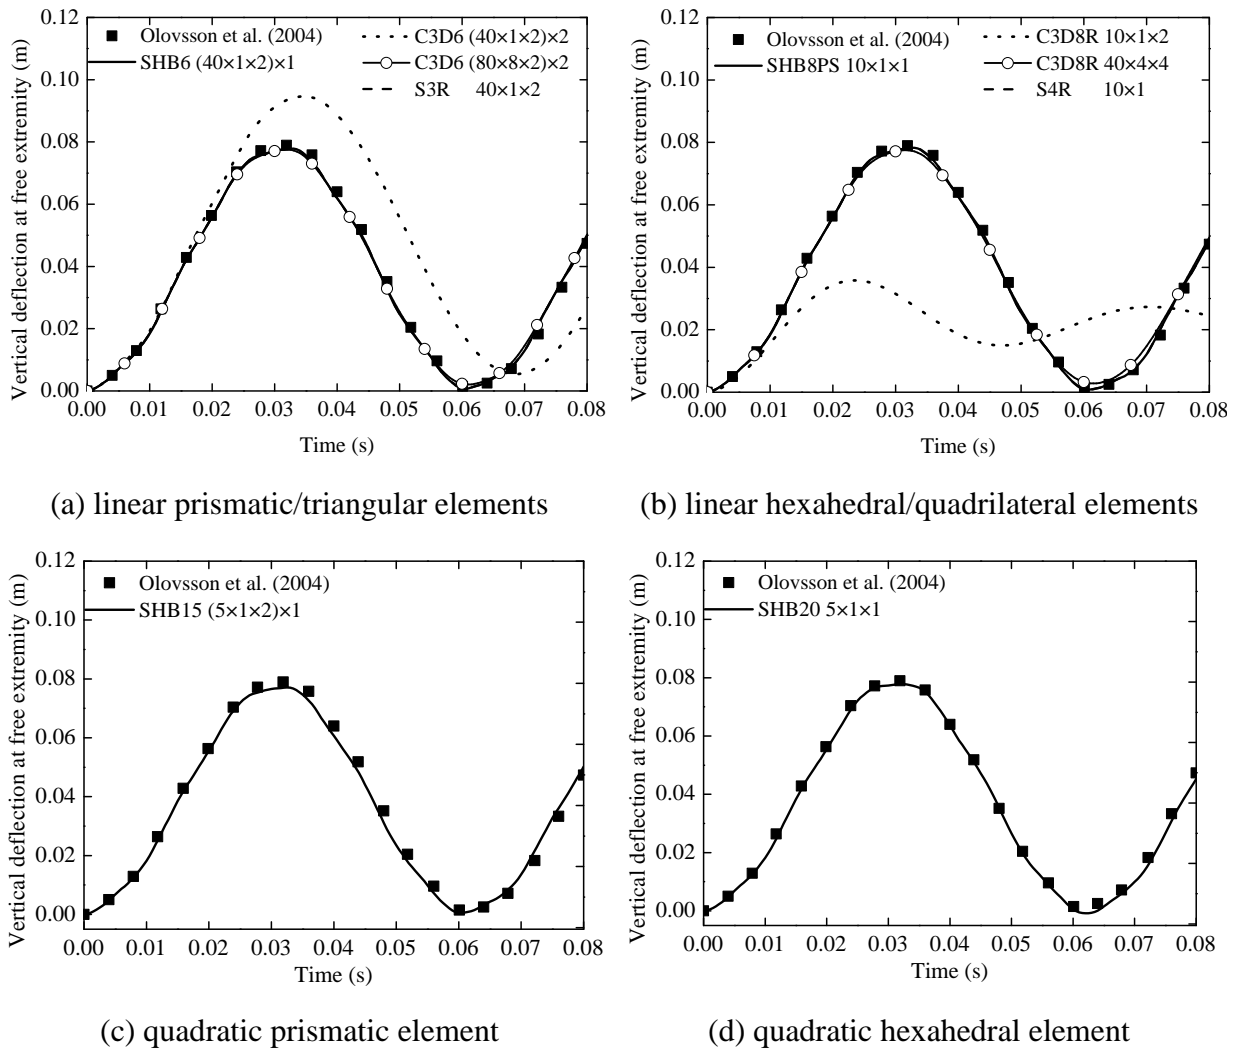 0.12
0.10
0.08
0.06
0.04
0.02
0.00
Vertical deflection at free extremity (m)
Olovsson et al. (2004)
SHB6 (40×1×2)×1
C3D6 (40×1×2)×2
C3D6 (80×8×2)×2
S3R 40×1×2
0.00 0.01 0.02 0.03 0.04 0.05 0.06 0.07 0.08
Time (s)
(a) linear prismatic/triangular elements
0.12
0.10
0.08
0.06
0.04
0.02
0.00
Vertical deflection at free extremity (m)
Olovsson et al. (2004)
SHB8PS 10×1×1
C3D8R 10×1×2
C3D8R 40×4×4
S4R 10×1
0.00 0.01 0.02 0.03 0.04 0.05 0.06 0.07 0.08
Time (s)
(b) linear hexahedral/quadrilateral elements
0.12
0.10
0.08
0.06
0.04
0.02
0.00
Vertical deflection at free extremity (m)
Olovsson et al. (2004)
SHB15 (5×1×2)×1
0.00 0.01 0.02 0.03 0.04 0.05 0.06 0.07 0.08
Time (s)
(c) quadratic prismatic element
0.12
0.10
0.08
0.06
0.04
0.02
0.00
Vertical deflection at free extremity (m)
Olovsson et al. (2004)
SHB20 5×1×1
0.00 0.01 0.02 0.03 0.04 0.05 0.06 0.07 0.08
Time (s)
(d) quadratic hexahedral element